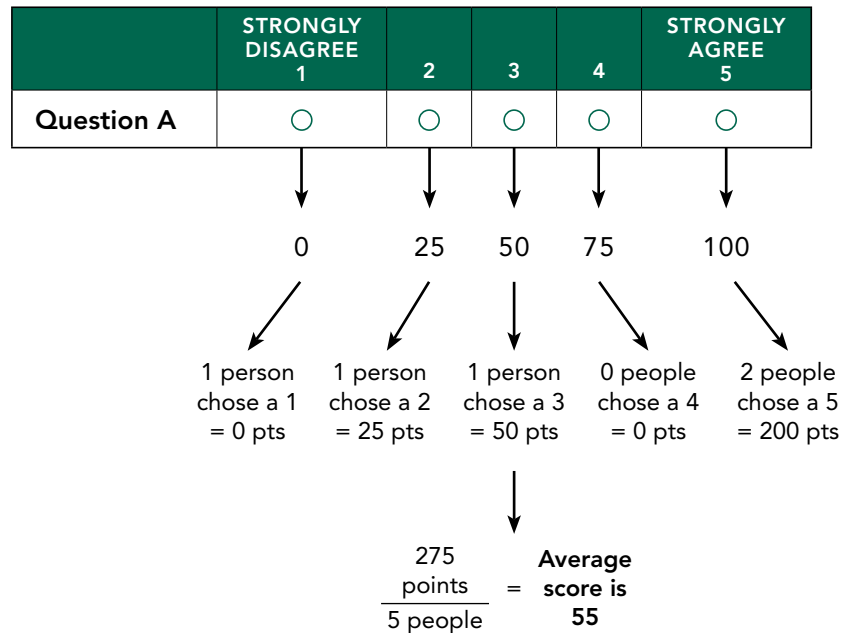 STRONGLY DISAGREE 1
2
3
4
STRONGLY AGREE 5
Question A
0
25
50
75
100
1 person
chose a 1
= 0 pts
1 person
chose a 2
= 25 pts
1 person
chose a 3
= 50 pts
0 people
chose a 4
= 0 pts
2 people
chose a 5
= 200 pts
275
points
5 people
=
Average
score is
55